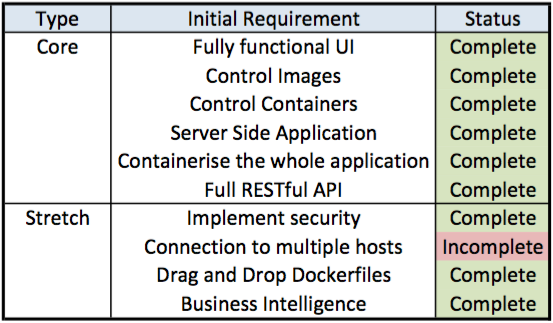 Type Initial Requirement Status
Core Fully functional UI Complete
Control Images Complete
Control Containers Complete
Server Side Application Complete
Containerise the whole application Complete
Full RESTful API Complete
Stretch Implement security Complete
Connection to multiple hosts Incomplete
Drag and Drop Dockerfiles Complete
Business Intelligence Complete